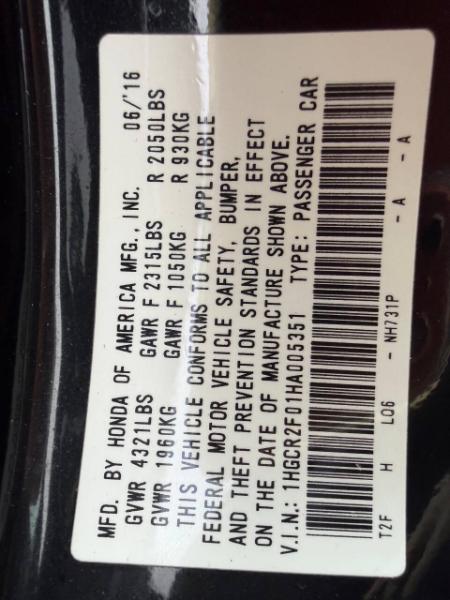 MFD. BY HONDA OF AMERICA MFG., INC. 06/'16
GVWR 4321LBS GAWR F 2315LBS R 2050LBS
GVWR 1960KG GAWR F 1050KG R 930KG
THIS VEHICLE CONFORMS TO ALL APPLICABLE
FEDERAL MOTOR VEHICLE SAFETY, BUMPER,
AND THEFT PREVENTION STANDARDS IN EFFECT
ON THE DATE OF MANUFACTURE SHOWN ABOVE.
V.I.N.: 1HGCR2F01HA005351 TYPE: PASSENGER CAR
T2F H L06 - NH731P - A - A